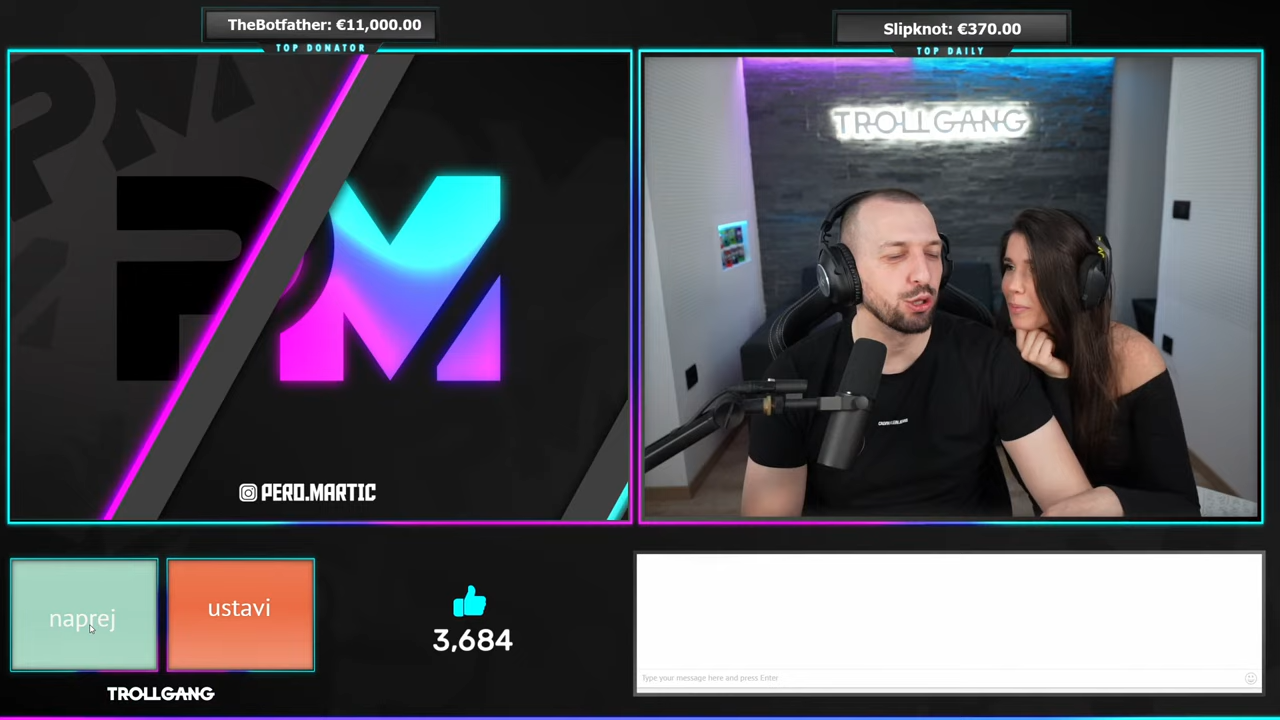 TheBotfather: €11,000.00
TOP DONATOR
Slipknot: €370.00
TOP DAILY
PM
TROLLGANG
PERO.MARTIC
naprej
ustavi
3,684
TROLLGANG
Type your message here and press Enter